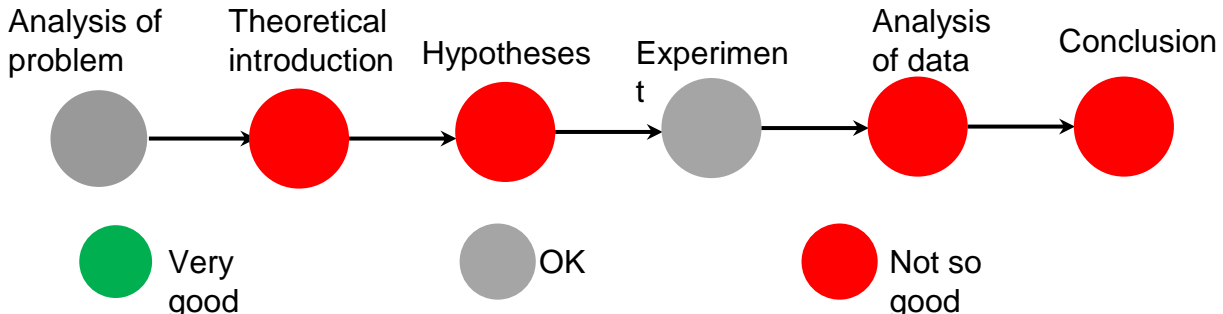 Analysis of
problem
Theoretical
introduction
Hypotheses
Experimen
t
Analysis
of data
Conclusion
Very
good
OK
Not so
good